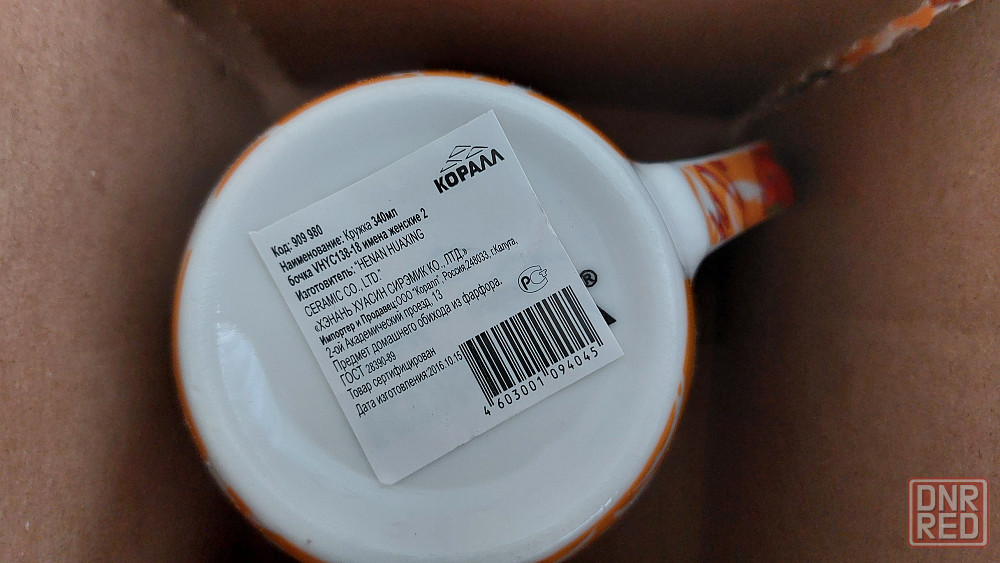 КОРАЛЛ
Код: 909 980
Наименование: Кружка 340мл
бочка VHYC138-18 имена женские 2
Изготовитель: "HENAN HUAXING
CERAMIC CO., LTD."
«ХЭНАНЬ ХУАСИН СИРЭМИК КО., ЛТД.»
Импортер и Продавец:ООО "Коралл", Россия,248033, г.Калуга,
2-ой Академический проезд, 13
Предмет домашнего обихода из фарфора.
ГОСТ 28390-89
Товар сертифицирован
Дата изготовления:2016.10.15
РСТ
4 603001 094045
®
DNR
RED